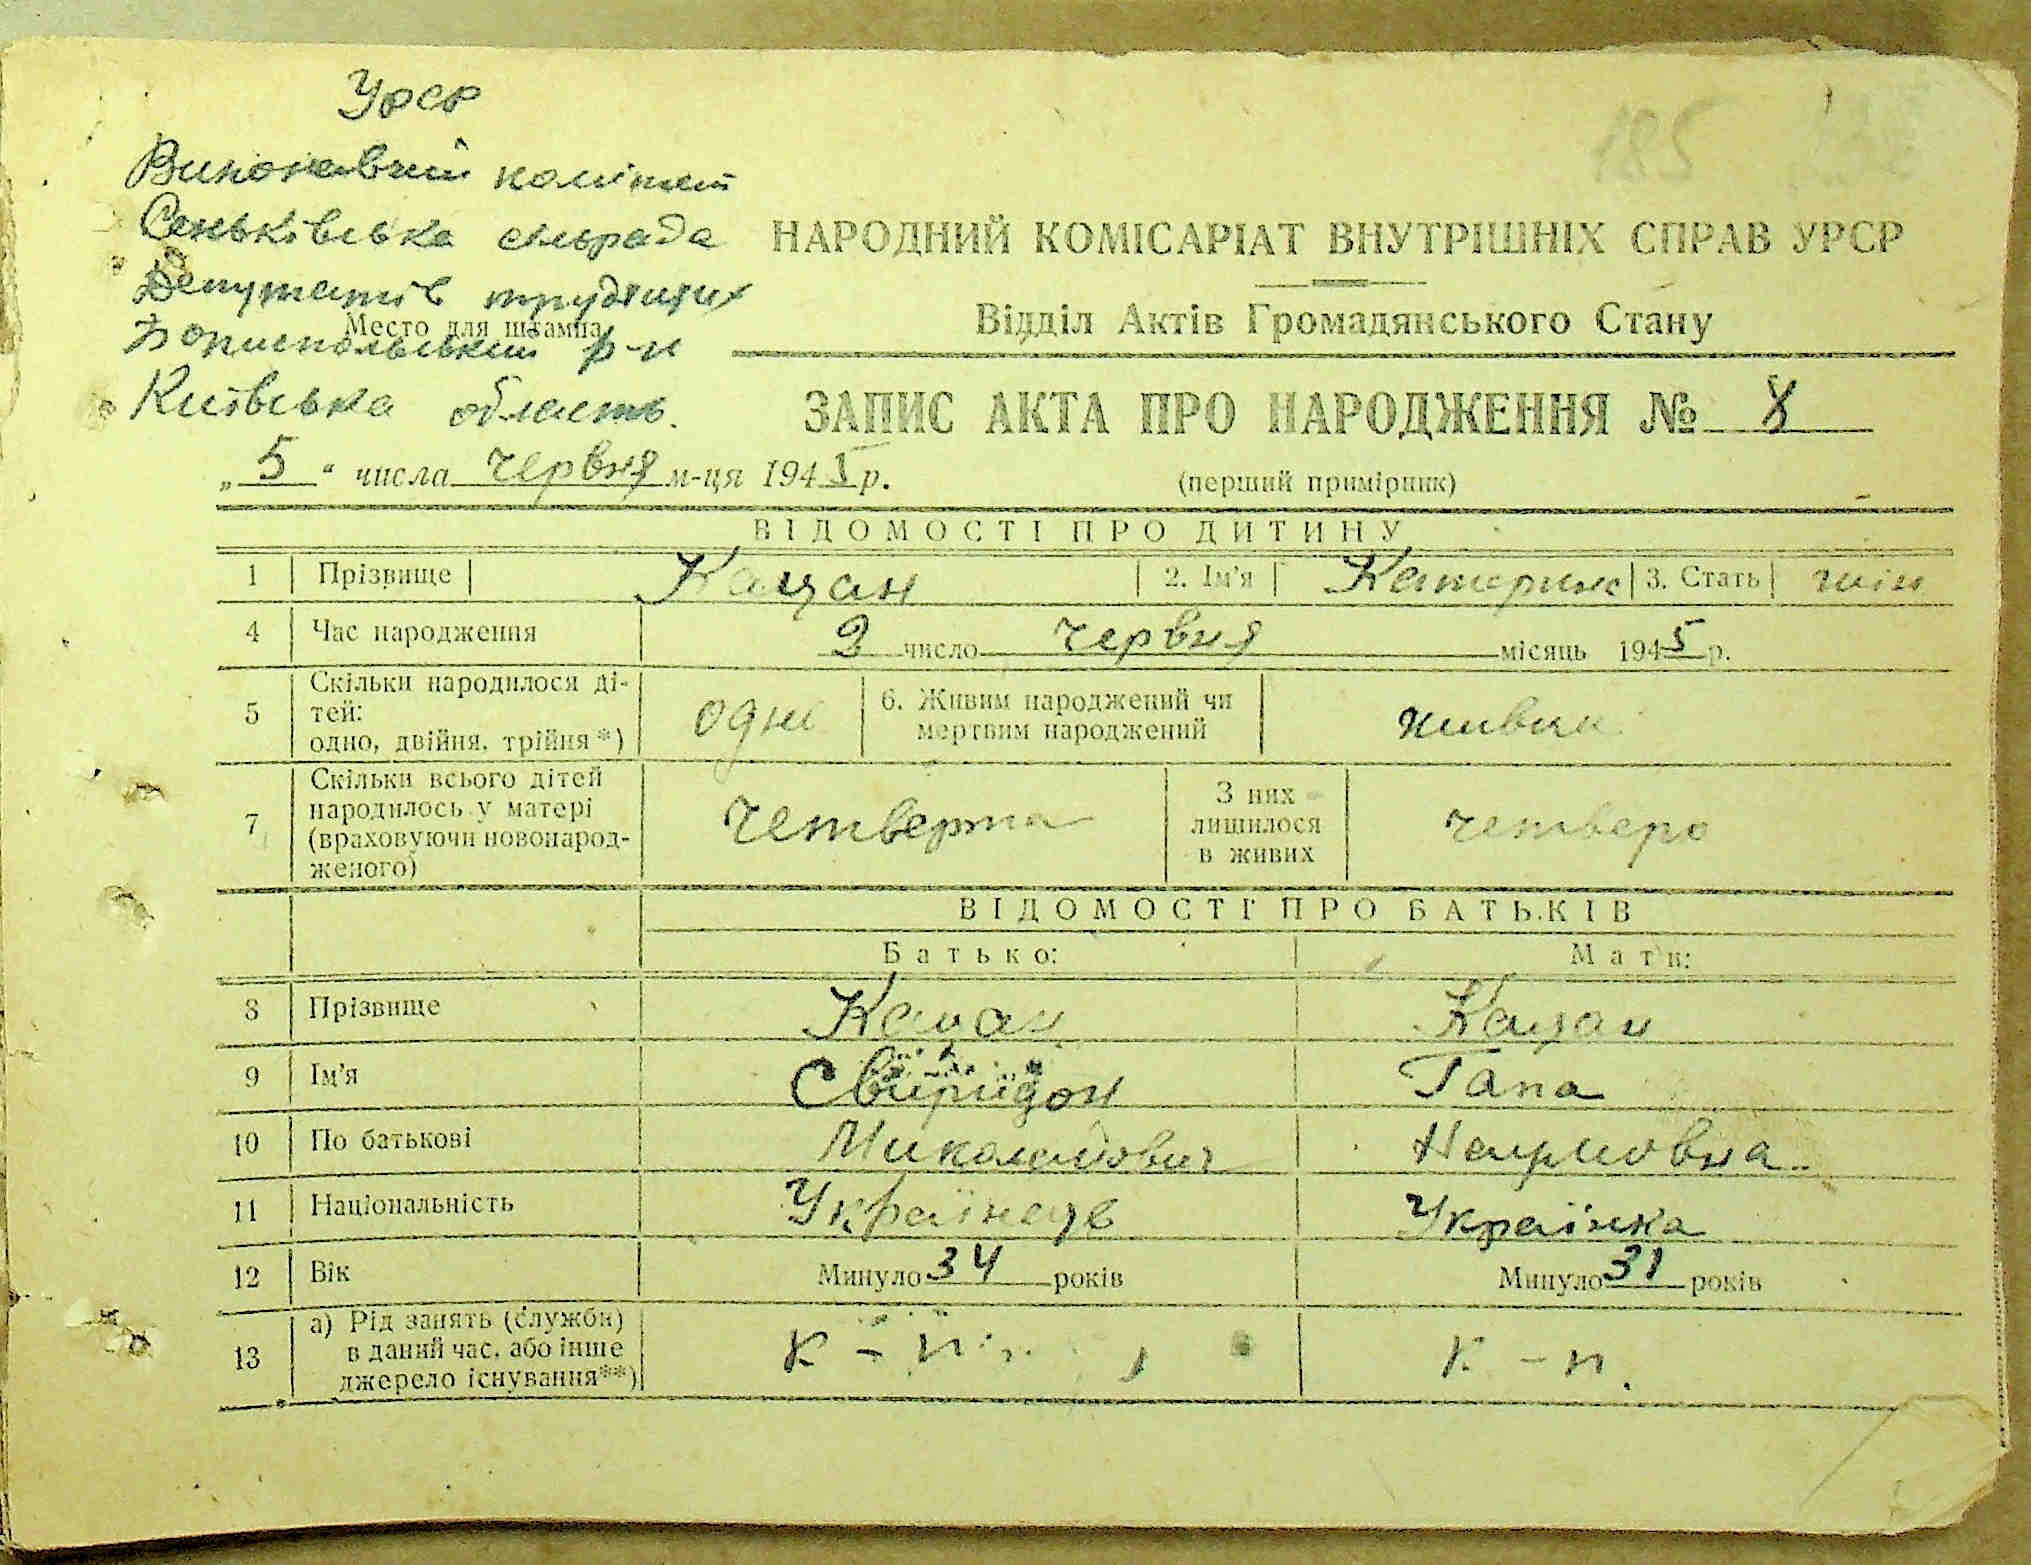 185
УРСР
Виконавчий комітет
Сеньківська сільрада
Депутатів трудящих
Место для штампа
Бориспольський р-н
Київська область.
НАРОДНИЙ КОМІСАРІАТ ВНУТРІШНІХ СПРАВ УРСР
Відділ Актів Громадянського Стану
ЗАПИС АКТА ПРО НАРОДЖЕННЯ № 8
„5“ числа червня м-ця 1945 р.
(перший примірник)
ВІДОМОСТІ ПРО ДИТИНУ
1 Прізвище Кацан 2. Ім'я Катерина 3. Стать жін
4 Час народження 2 число червня місяць 1945 р.
5 Скільки народилося ді-
тей:
одно, двійня, трійня*) одне
6. Живим народжений чи
мертвим народжений
7 Скільки всього дітей
народилось у матері
(враховуючи новонарод-
женого) четверта
З них
лишилося
в живих четверо
ВІДОМОСТІ ПРО БАТЬКІВ
Батько: Мати:
8 Прізвище Кацан Кацан
9 Ім'я Свиридон Гапа
10 По батькові Миколайович Наумовна
11 Національність Українець Українка
12 Вік Минуло 34 років Минуло 31 років
13 а) Рід занять (служби)
в даний час, або інше
джерело існування**) к-п к-п.